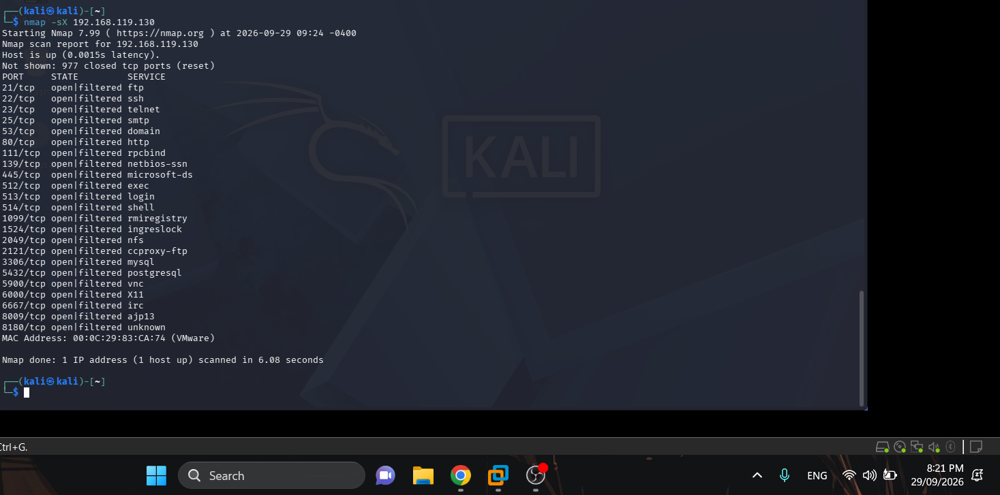 ┌──(kali㉿kali)-[~]
└─$ nmap -sX 192.168.119.130
Starting Nmap 7.99 ( https://nmap.org ) at 2026-09-29 09:24 -0400
Nmap scan report for 192.168.119.130
Host is up (0.0015s latency).
Not shown: 977 closed tcp ports (reset)
PORT     STATE         SERVICE
21/tcp   open|filtered ftp
22/tcp   open|filtered ssh
23/tcp   open|filtered telnet
25/tcp   open|filtered smtp
53/tcp   open|filtered domain
80/tcp   open|filtered http
111/tcp  open|filtered rpcbind
139/tcp  open|filtered netbios-ssn
445/tcp  open|filtered microsoft-ds
512/tcp  open|filtered exec
513/tcp  open|filtered login
514/tcp  open|filtered shell
1099/tcp open|filtered rmiregistry
1524/tcp open|filtered ingreslock
2049/tcp open|filtered nfs
2121/tcp open|filtered ccproxy-ftp
3306/tcp open|filtered mysql
5432/tcp open|filtered postgresql
5900/tcp open|filtered vnc
6000/tcp open|filtered X11
6667/tcp open|filtered irc
8009/tcp open|filtered ajp13
8180/tcp open|filtered unknown
MAC Address: 00:0C:29:83:CA:74 (VMware)
Nmap done: 1 IP address (1 host up) scanned in 6.08 seconds
┌──(kali㉿kali)-[~]
└─$
KALI
Ctrl+G.
Search
ENG
8:21 PM
29/09/2026